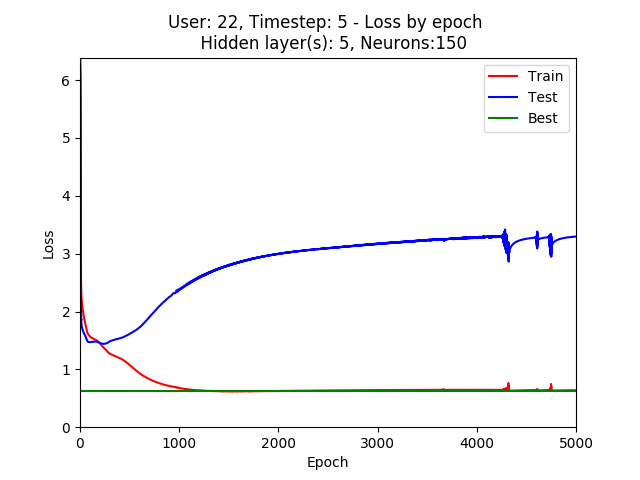 User: 22, Timestep: 5 - Loss by epoch
Hidden layer(s): 5, Neurons:150
Train
Test
Best
6
5
4
3
2
1
0
Loss
0 1000 2000 3000 4000 5000
Epoch